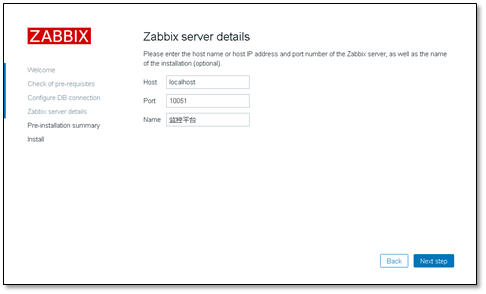 ZABBIX
Welcome
Check of pre-requisites
Configure DB connection
Zabbix server details
Pre-installation summary
Install
Zabbix server details
Please enter the host name or host IP address and port number of the Zabbix server, as well as the name
of the installation (optional).
Host localhost
Port 10051
Name 监控平台
Back Next step